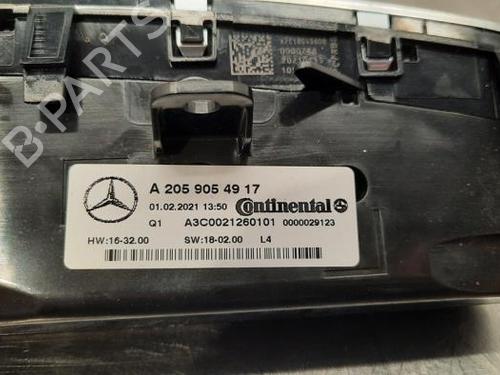 B-PARTS
A 205 905 49 17
01.02.2021 13:50 Continental
Q1 A3C0021260101 0000029123
HW:16-32.00 SW:18-02.00 L4